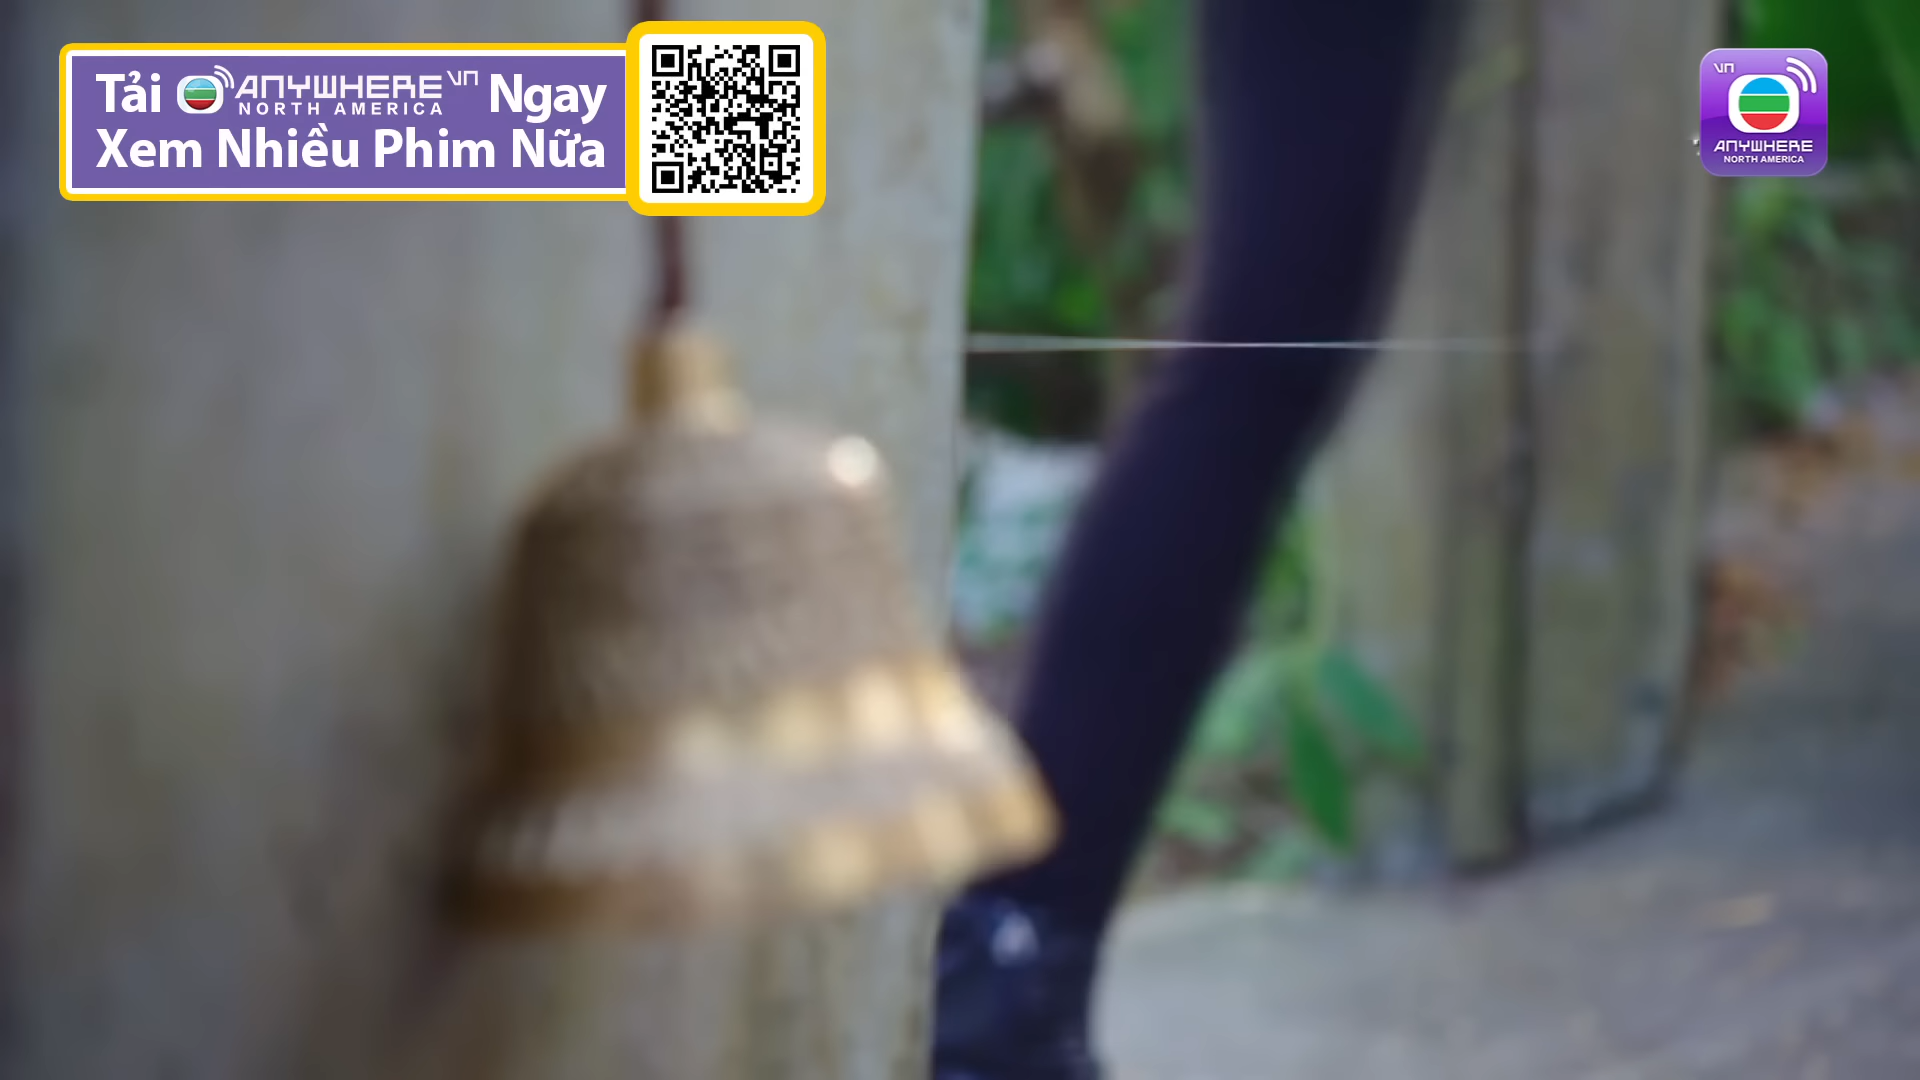 Tải ANYWHERE VN Ngay
NORTH AMERICA
Xem Nhiều Phim Nữa
VN
ANYWHERE
NORTH AMERICA